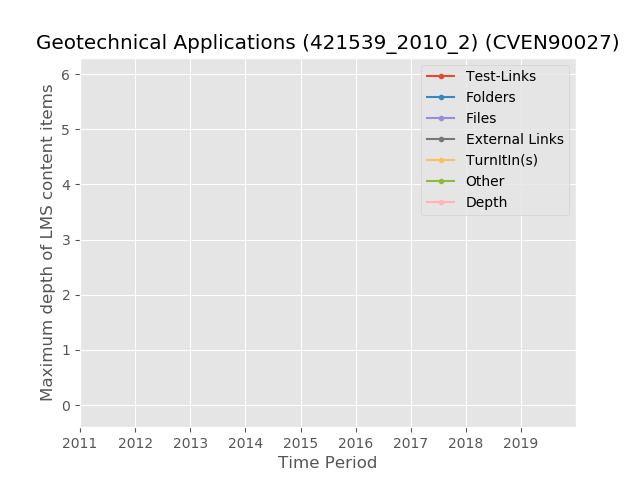 Geotechnical Applications (421539_2010_2) (CVEN90027)
Maximum depth of LMS content items
6
5
4
3
2
1
0
Test-Links
Folders
Files
External Links
TurnItIn(s)
Other
Depth
2011 2012 2013 2014 2015 2016 2017 2018 2019
Time Period